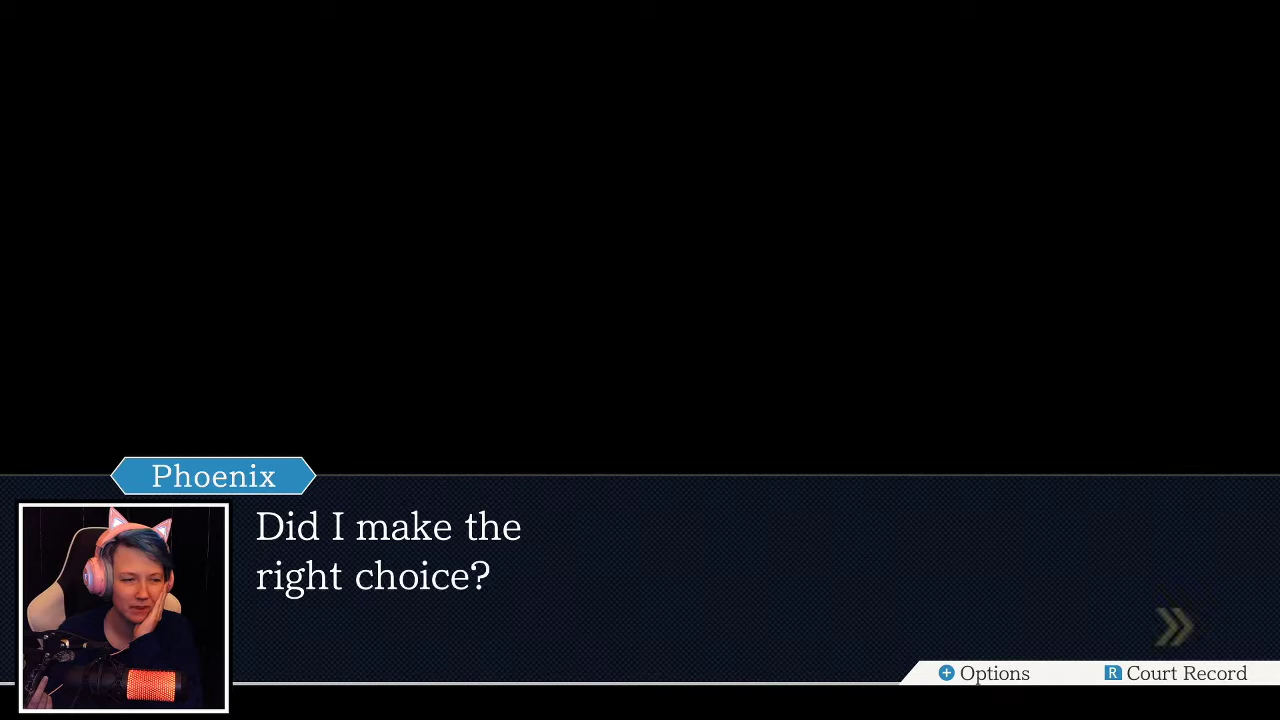 Phoenix
Did I make the
right choice?
+ Options
R Court Record